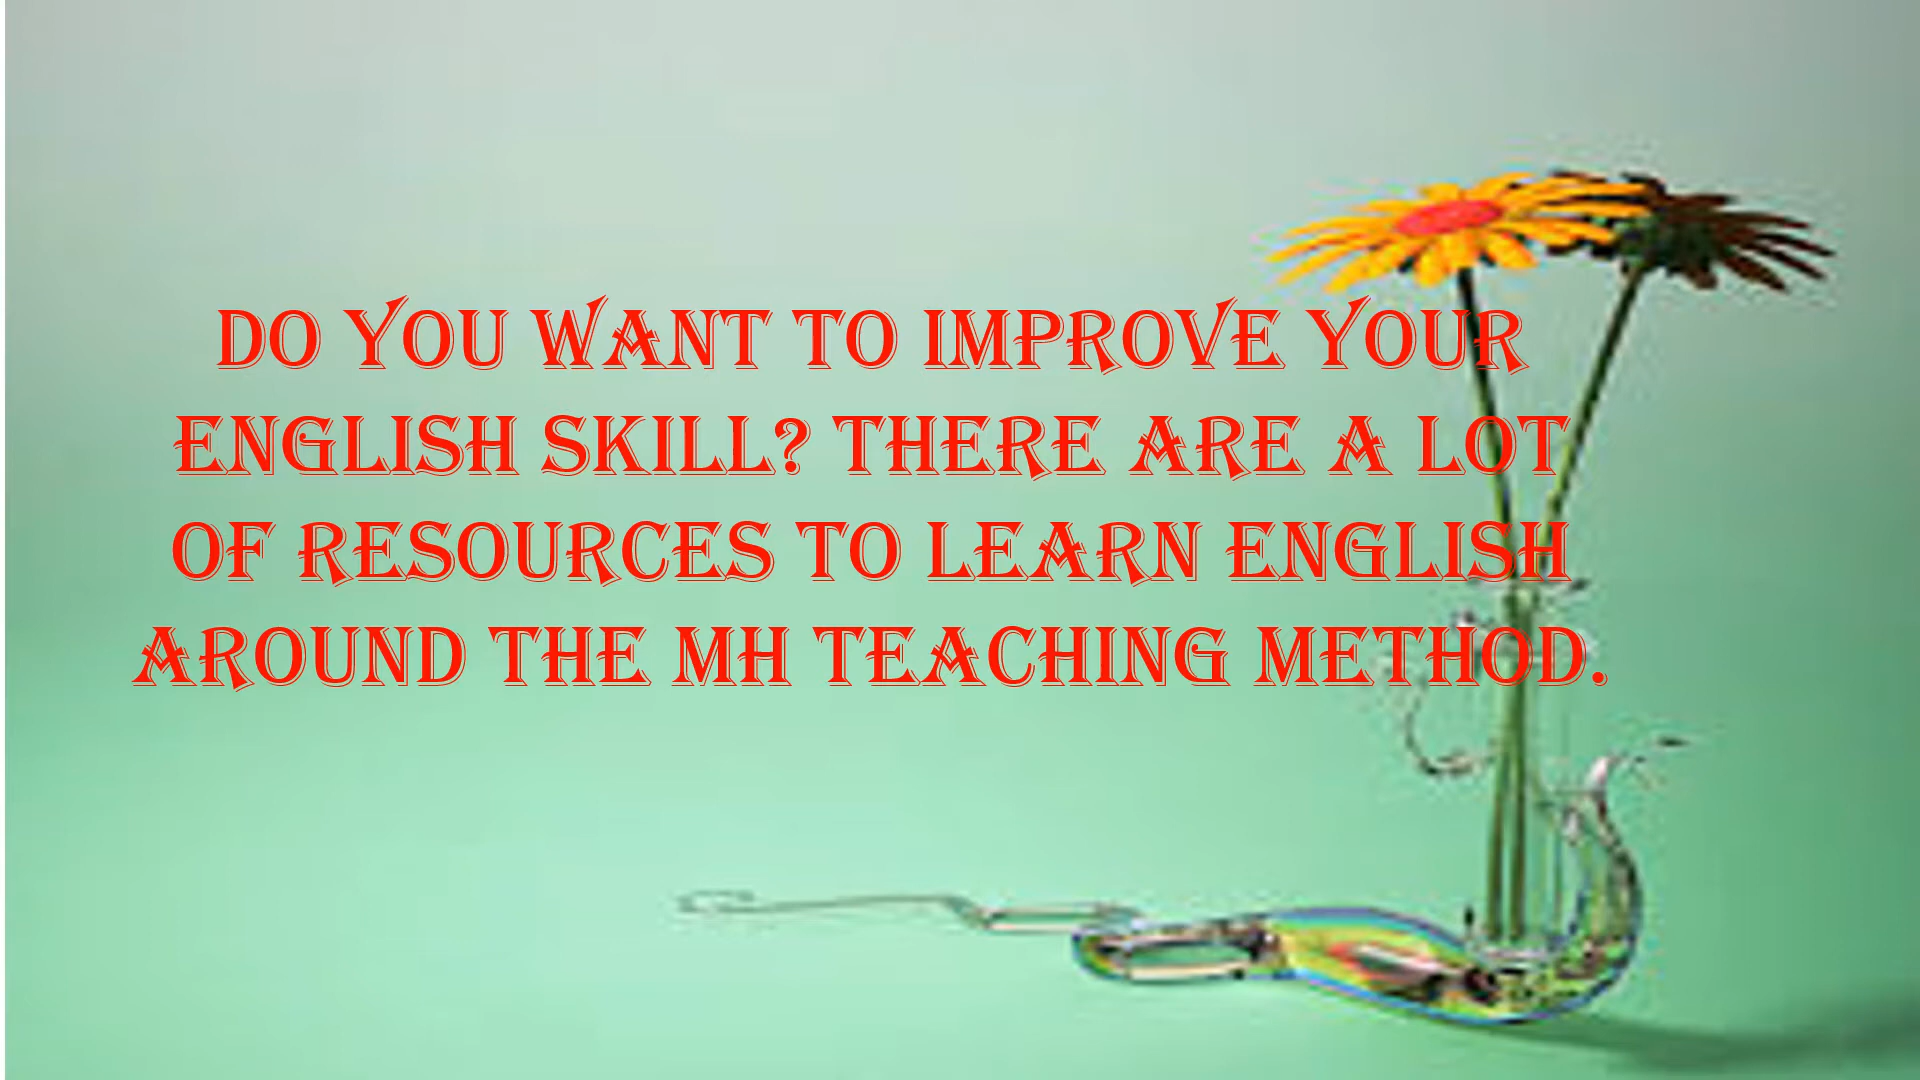 DO YOU WANT TO IMPROVE YOUR
ENGLISH SKILL? THERE ARE A LOT
OF RESOURCES TO LEARN ENGLISH
AROUND THE MH TEACHING METHOD.